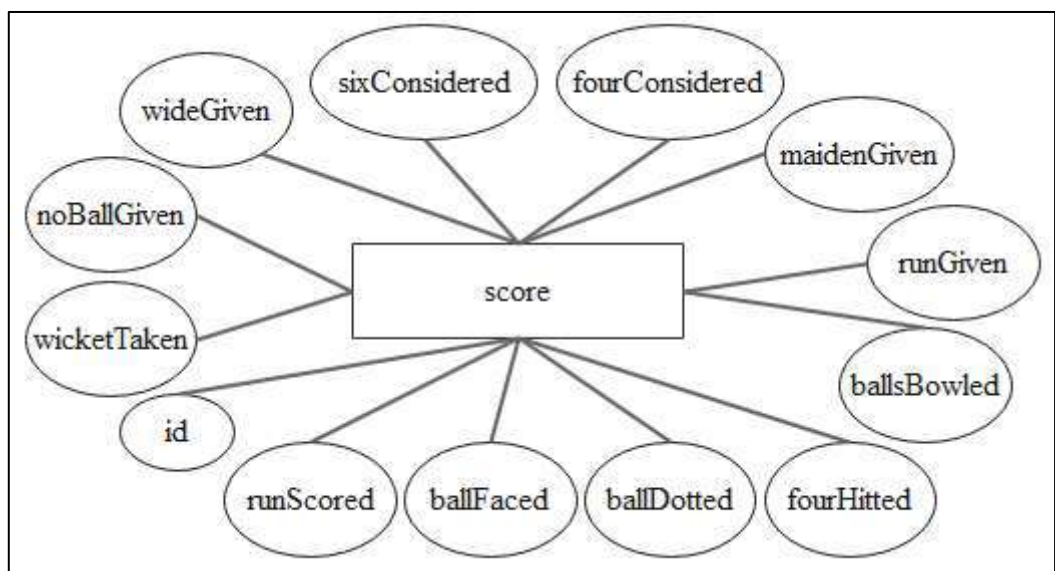 sixConsidered
fourConsidered
wideGiven
maidenGiven
noBallGiven
runGiven
score
wicketTaken
ballsBowled
id
runScored
ballFaced
ballDotted
fourHitted